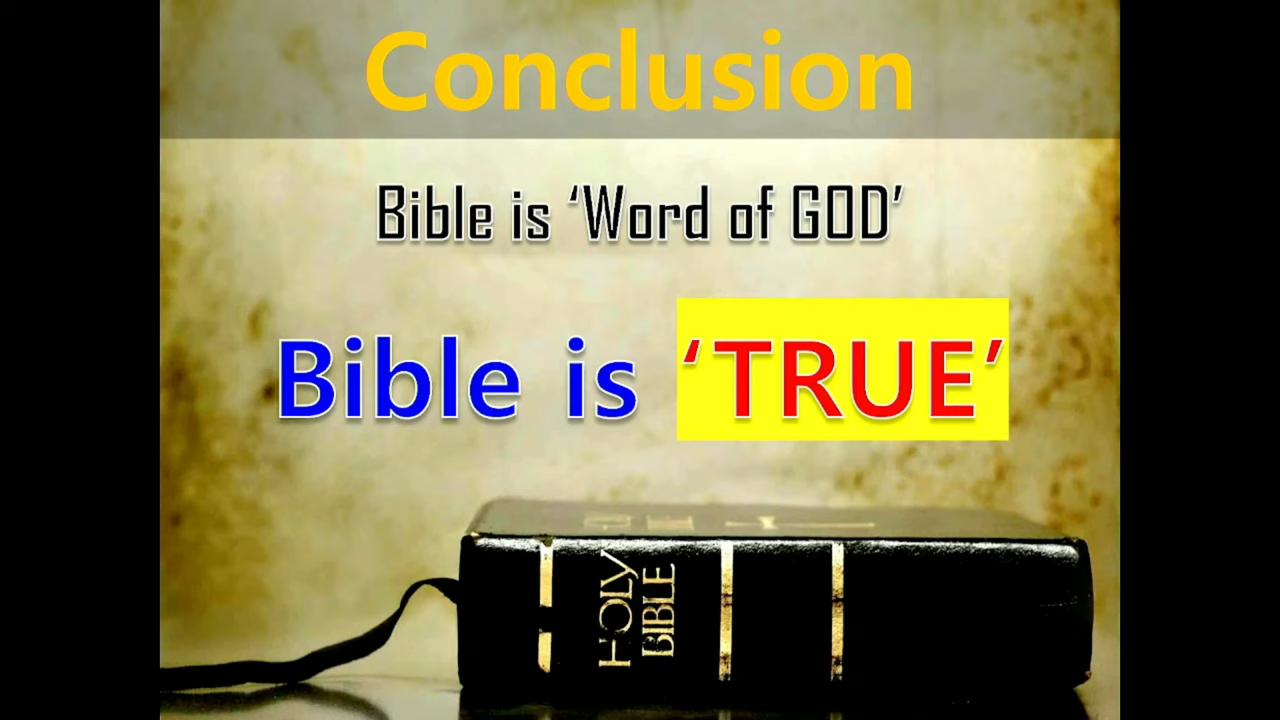 Conclusion
Bible is ‘Word of GOD’
Bible is ‘TRUE’
HOLY
BIBLE